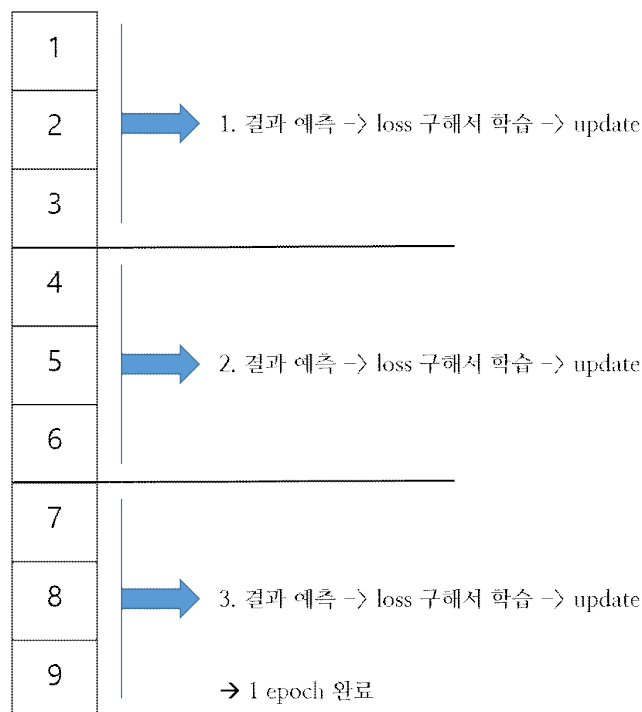 1
2
1. 결과 예측 -> loss 구해서 학습 -> update
3
4
5
2. 결과 예측 -> loss 구해서 학습 -> update
6
7
8
3. 결과 예측 -> loss 구해서 학습 -> update
9
→ 1 epoch 완료